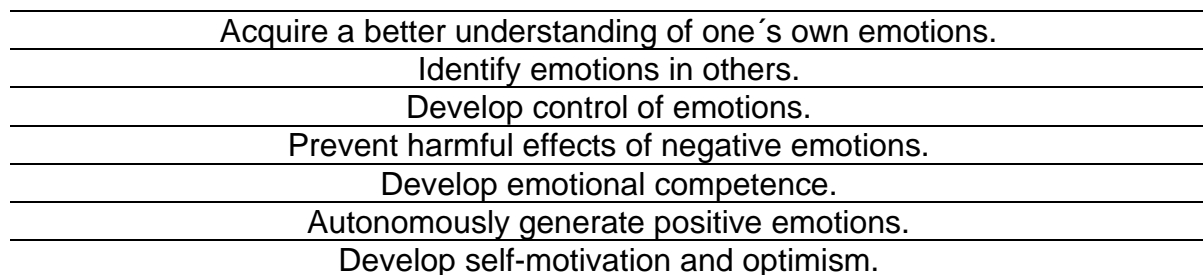 Acquire a better understanding of one´s own emotions.
Identify emotions in others.
Develop control of emotions.
Prevent harmful effects of negative emotions.
Develop emotional competence.
Autonomously generate positive emotions.
Develop self-motivation and optimism.